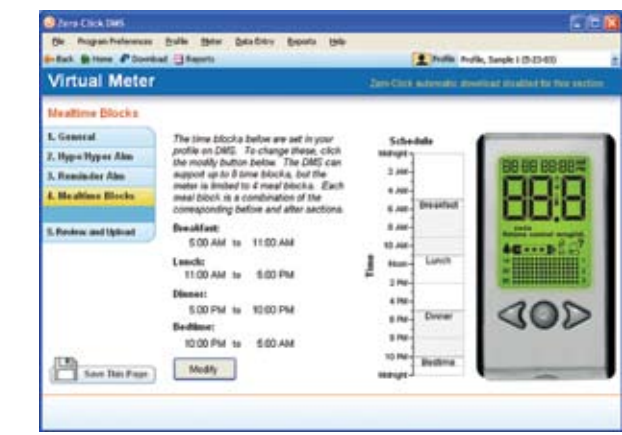 Zero-Click DMS
File Program Preferences Profile Meter Data Entry Exports Help
Back Home Download Reports Profile Profile, Sample 1
Virtual Meter
Zero-Click automatic download disabled for this section
Mealtime Blocks
1. General
2. Hypo/Hyper Alm
3. Reminder Alm
4. Mealtime Blocks
5. Review and Upload
The time blocks below are set in your
profile on DMS. To change these, click
the modify button below. The DMS can
support up to 8 time blocks, but the
meter is limited to 4 meal blocks. Each
meal block is a combination of the
corresponding before and after sections.
Breakfast:
5:00 AM to 11:00 AM
Lunch:
11:00 AM to 5:00 PM
Dinner:
5:00 PM to 10:00 PM
Bedtime:
10:00 PM to 5:00 AM
Modify
Save This Page
Schedule
Time
Midnight
2 AM
4 AM
6 AM
Breakfast
8 AM
10 AM
Noon
Lunch
2 PM
4 PM
6 PM
Dinner
8 PM
10 PM
Bedtime
Midnight
88:88 88:88
88.8